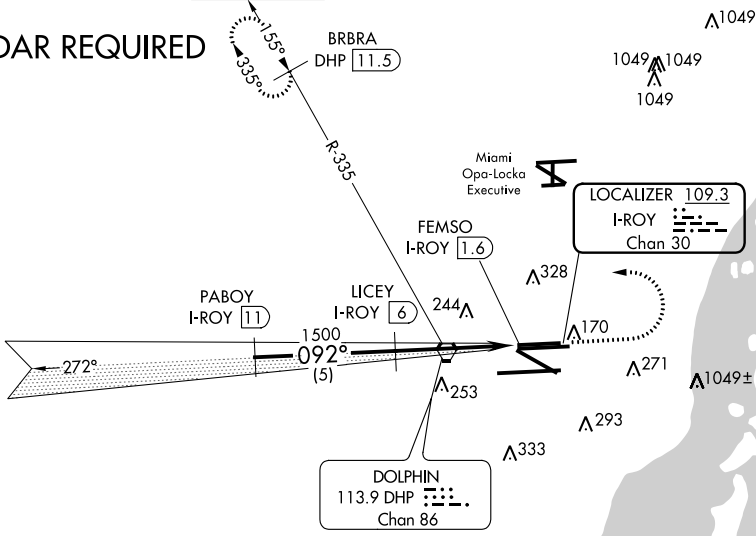 DAR REQUIRED
155°
335°
BRBRA
DHP 11.5
R-335
1049
1049 1049
1049
Miami
Opa-Locka
Executive
LOCALIZER 109.3
I-ROY
Chan 30
FEMSO
I-ROY 1.6
328
PABOY
I-ROY 11
LICEY
I-ROY 6
244
170
1500
092°
(5)
272°
271
1049±
253
293
333
DOLPHIN
113.9 DHP
Chan 86